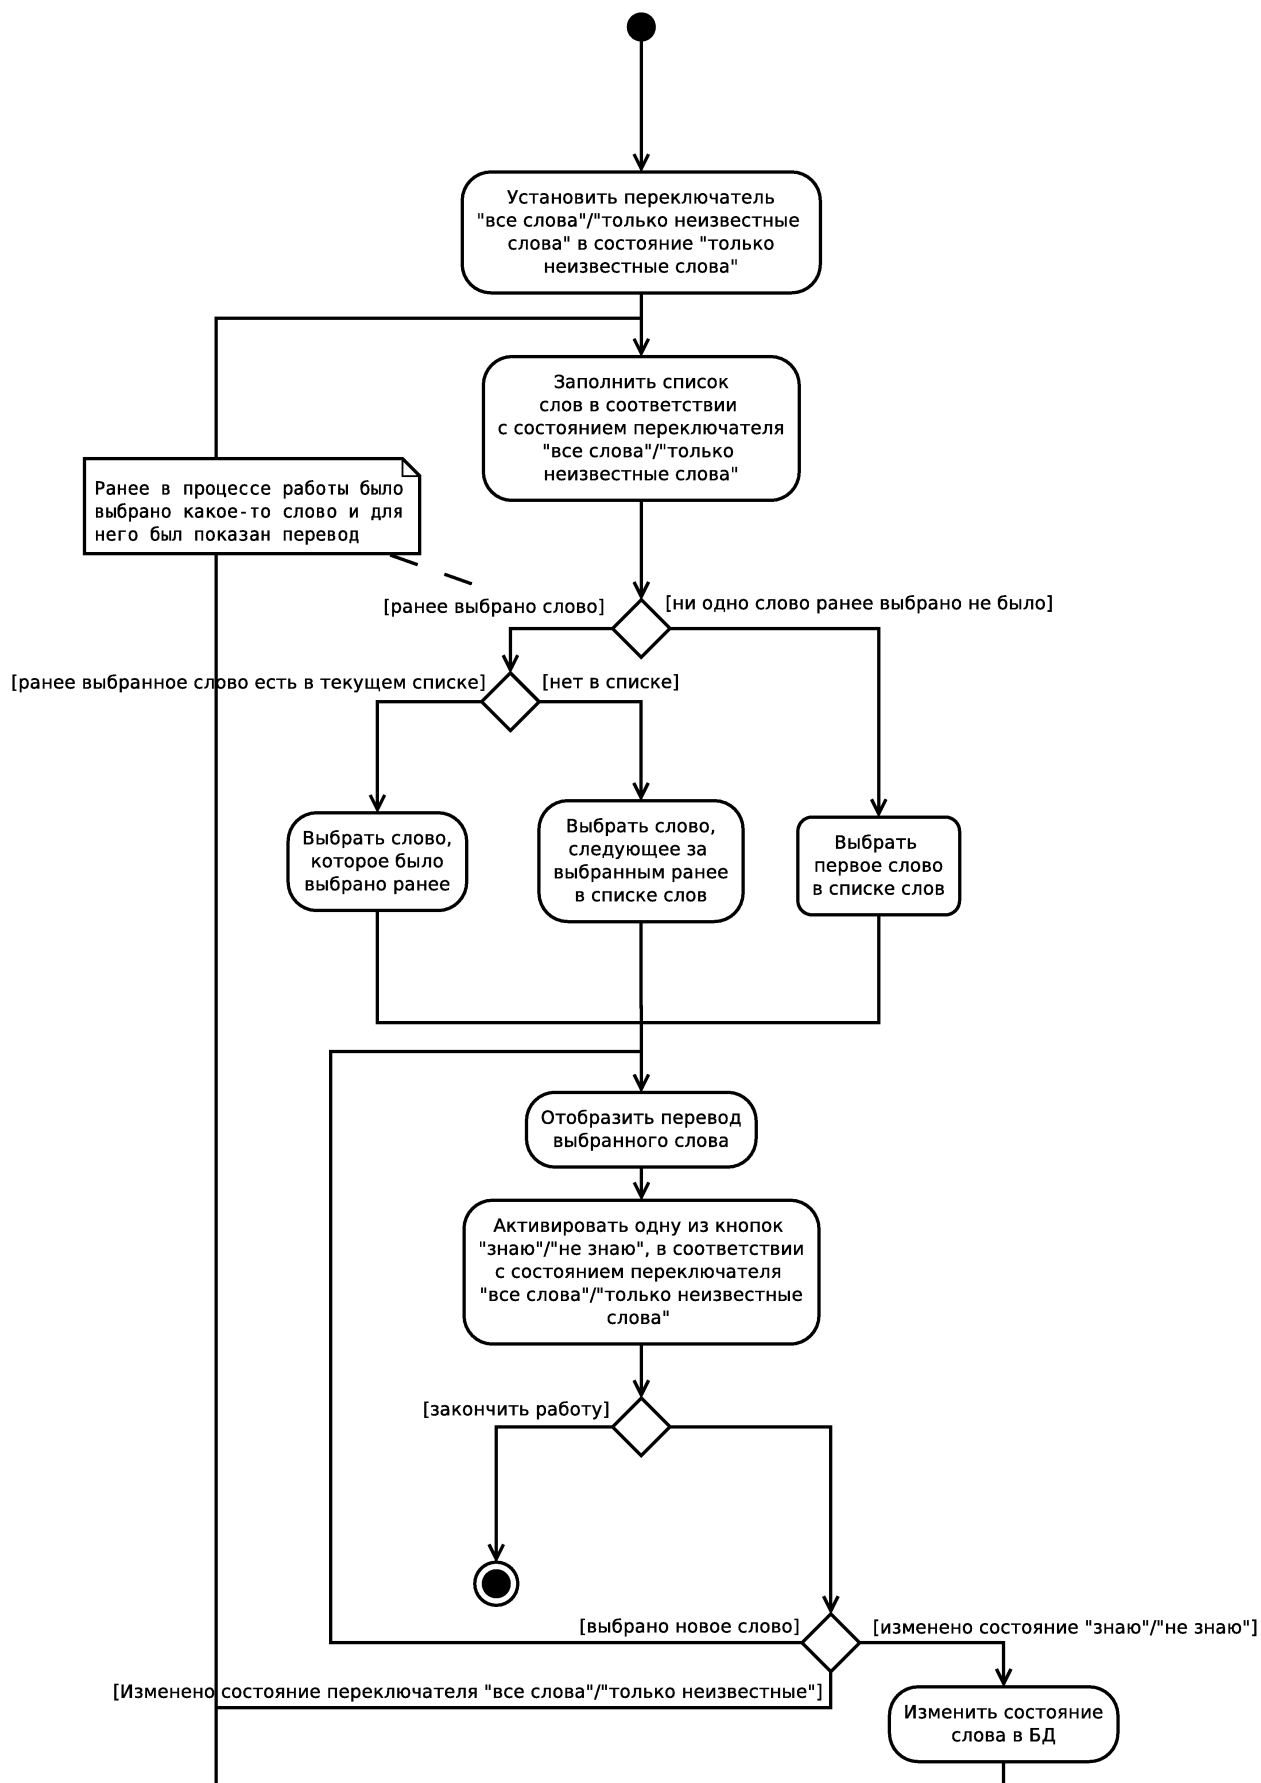 Установить переключатель
"все слова"/"только неизвестные
слова" в состояние "только
неизвестные слова"
Заполнить список
слов в соответствии
с состоянием переключателя
"все слова"/"только
неизвестные слова"
Ранее в процессе работы было
выбрано какое-то слово и для
него был показан перевод
[ранее выбрано слово]
[ни одно слово ранее выбрано не было]
[ранее выбранное слово есть в текущем списке]
[нет в списке]
Выбрать слово,
которое было
выбрано ранее
Выбрать слово,
следующее за
выбранным ранее
в списке слов
Выбрать
первое слово
в списке слов
Отобразить перевод
выбранного слова
Активировать одну из кнопок
"знаю"/"не знаю", в соответствии
с состоянием переключателя
"все слова"/"только неизвестные
слова"
[закончить работу]
[выбрано новое слово]
[изменено состояние "знаю"/"не знаю"]
[Изменено состояние переключателя "все слова"/"только неизвестные"]
Изменить состояние
слова в БД